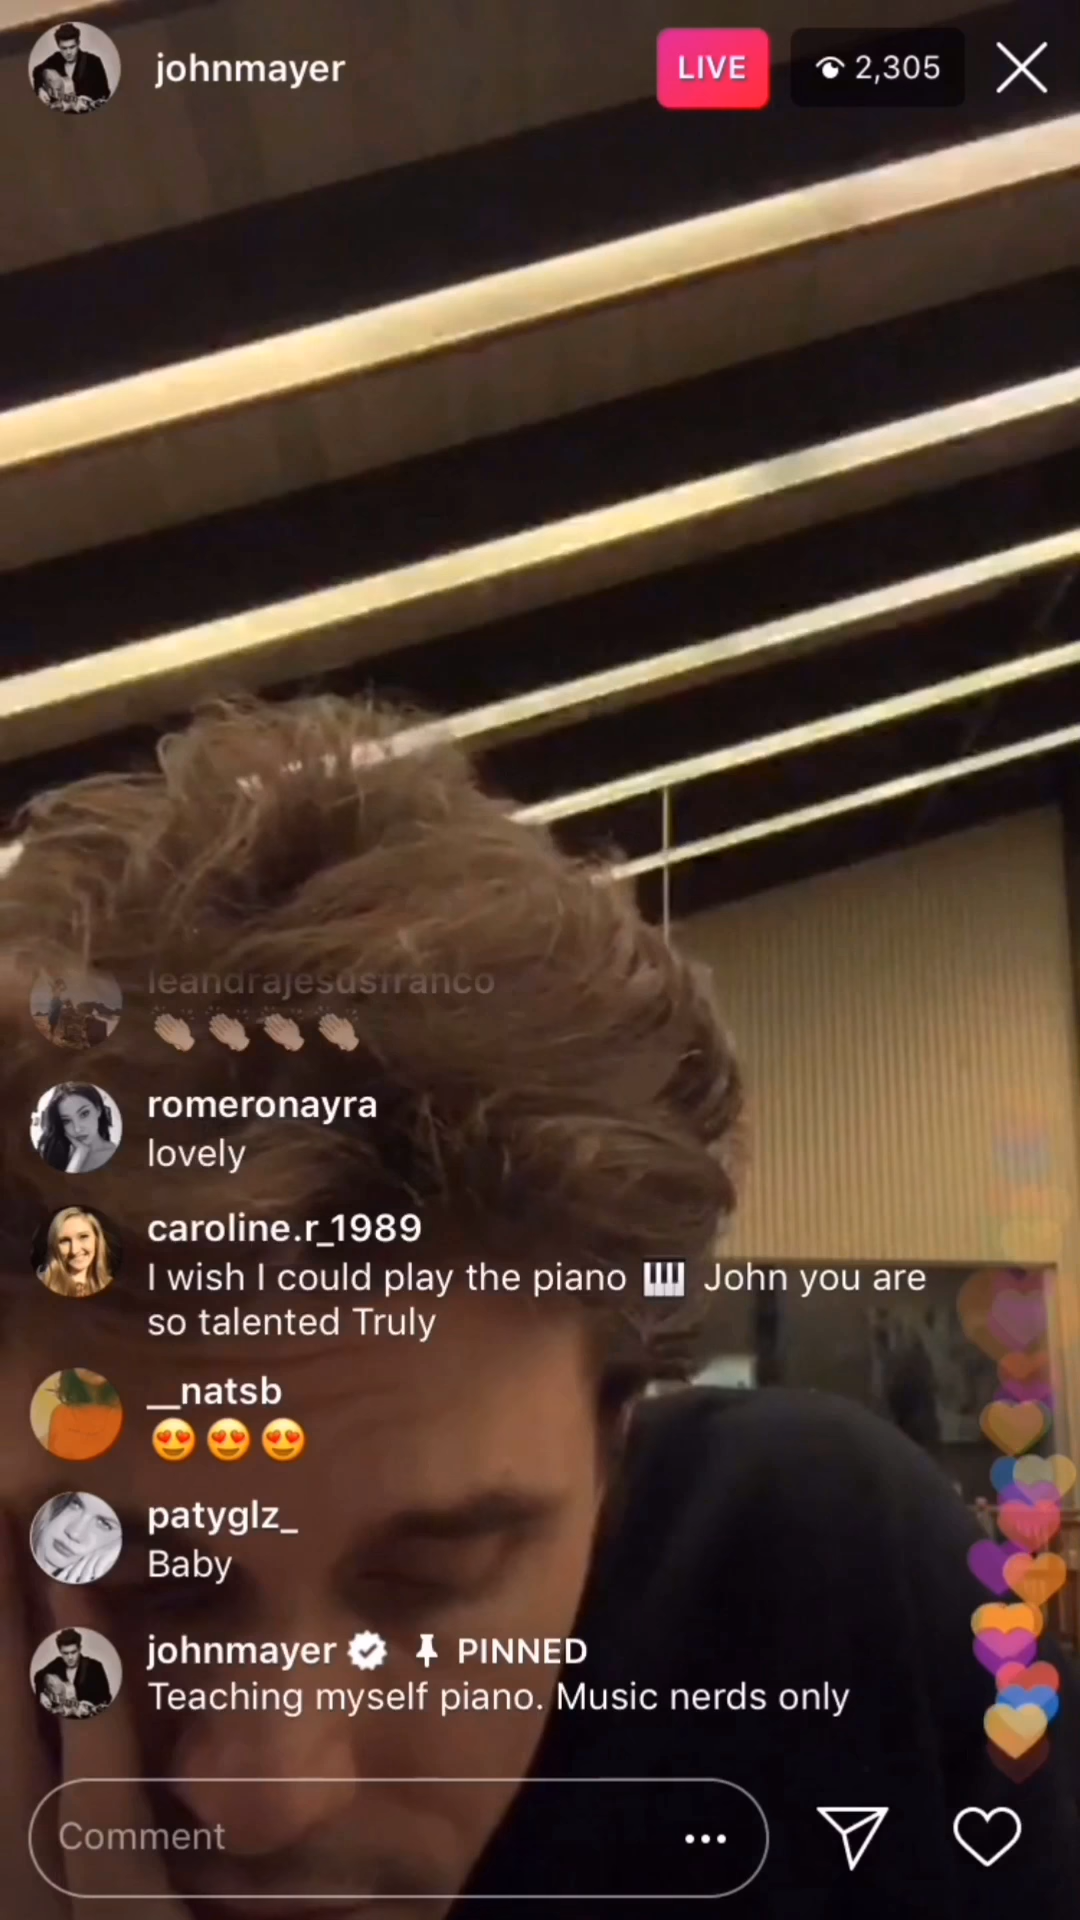 johnmayer
LIVE
2,305
leandrajesusfranco
👏🏻👏🏻👏🏻👏🏻
romeronayra
lovely
caroline.r_1989
I wish I could play the piano 🎹 John you are
so talented Truly
__natsb
😍😍😍
patyglz_
Baby
johnmayer PINNED
Teaching myself piano. Music nerds only
Comment